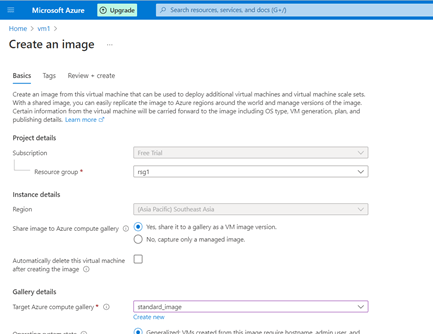 Microsoft Azure
Upgrade
Search resources, services, and docs (G+/)
Home > vm1 >
Create an image ...
Basics Tags Review + create
Create an image from this virtual machine that can be used to deploy additional virtual machines and virtual machine scale sets.
With a shared image, you can easily replicate the image to Azure regions around the world and manage versions of the image.
Certain information from the virtual machine will be carried forward to the image including OS type, VM generation, plan, and
publishing details. Learn more
Project details
Subscription
Free Trial
Resource group *
rsg1
Instance details
Region
(Asia Pacific) Southeast Asia
Share image to Azure compute gallery
Yes, share it to a gallery as a VM image version.
No, capture only a managed image.
Automatically delete this virtual machine
after creating the image
Gallery details
Target Azure compute gallery *
standard_image
Create new
Operating system state
Generalized: VMs created from this image require hostname, admin user, and